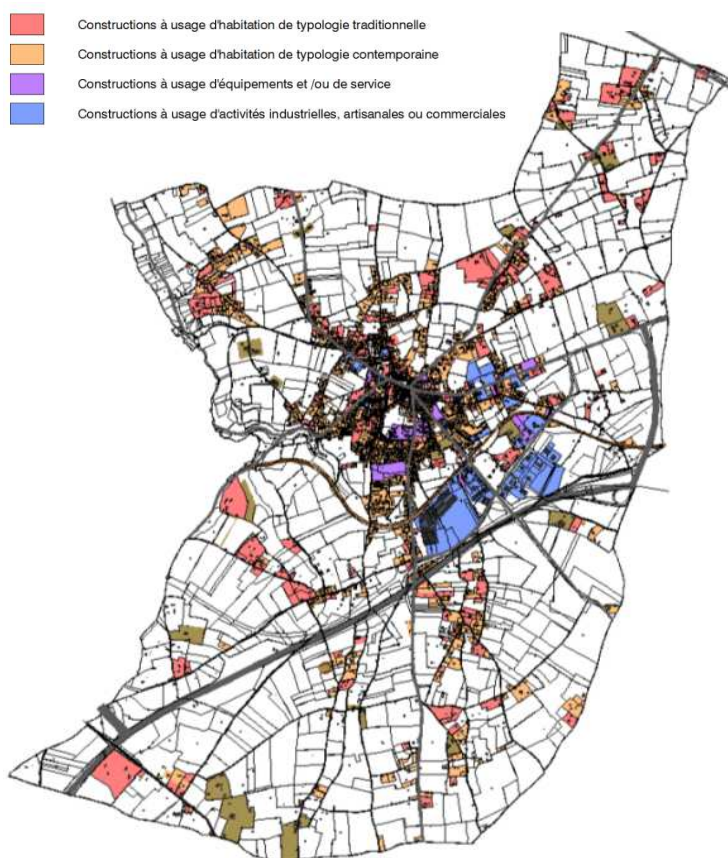 Constructions à usage d'habitation de typologie traditionnelle
Constructions à usage d'habitation de typologie contemporaine
Constructions à usage d'équipements et /ou de service
Constructions à usage d'activités industrielles, artisanales ou commerciales